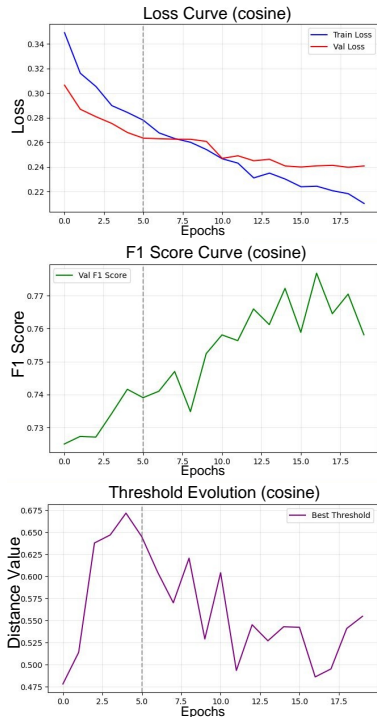 Loss Curve (cosine)
Train Loss
Val Loss
0.34
0.32
0.30
0.28
0.26
0.24
0.22
Loss
0.0 2.5 5.0 7.5 10.0 12.5 15.0 17.5
Epochs
F1 Score Curve (cosine)
Val F1 Score
0.77
0.76
0.75
0.74
0.73
F1 Score
0.0 2.5 5.0 7.5 10.0 12.5 15.0 17.5
Epochs
Threshold Evolution (cosine)
Best Threshold
0.675
0.650
0.625
0.600
0.575
0.550
0.525
0.500
0.475
Distance Value
0.0 2.5 5.0 7.5 10.0 12.5 15.0 17.5
Epochs